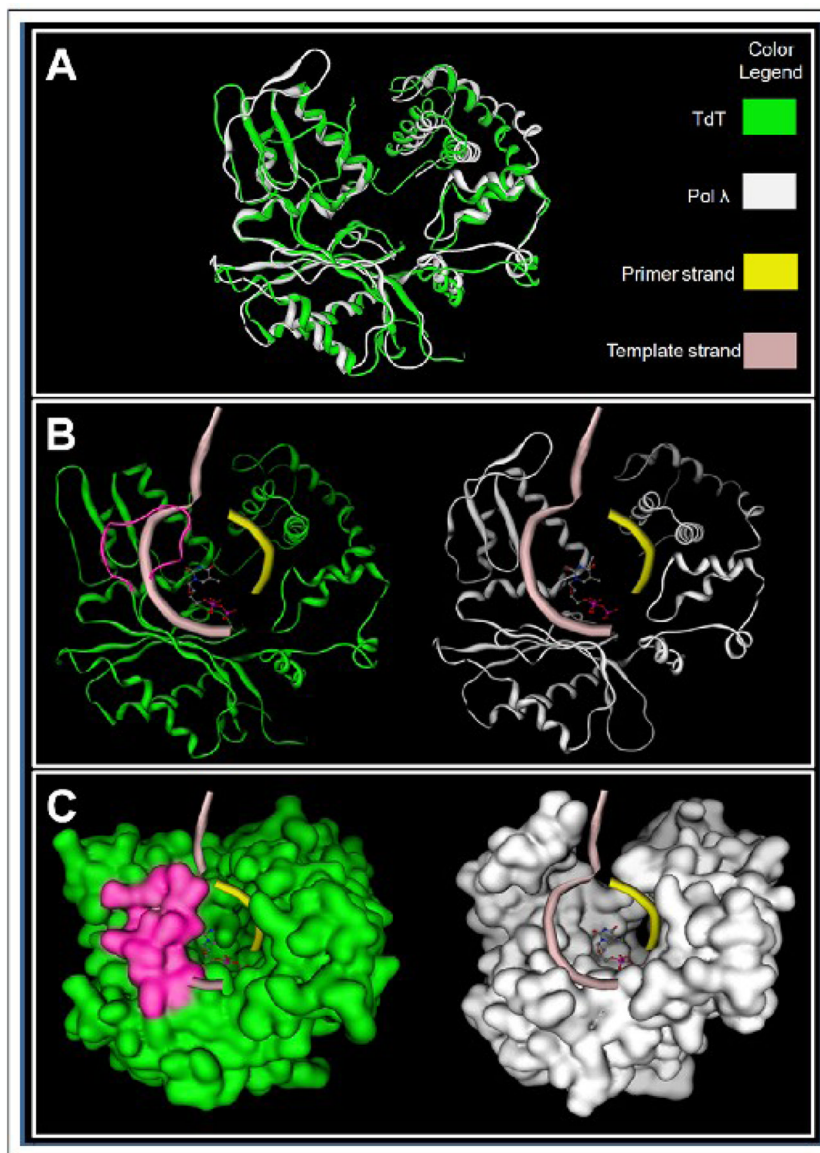 A
Color
Legend
TdT
Pol λ
Primer strand
Template strand
B
C